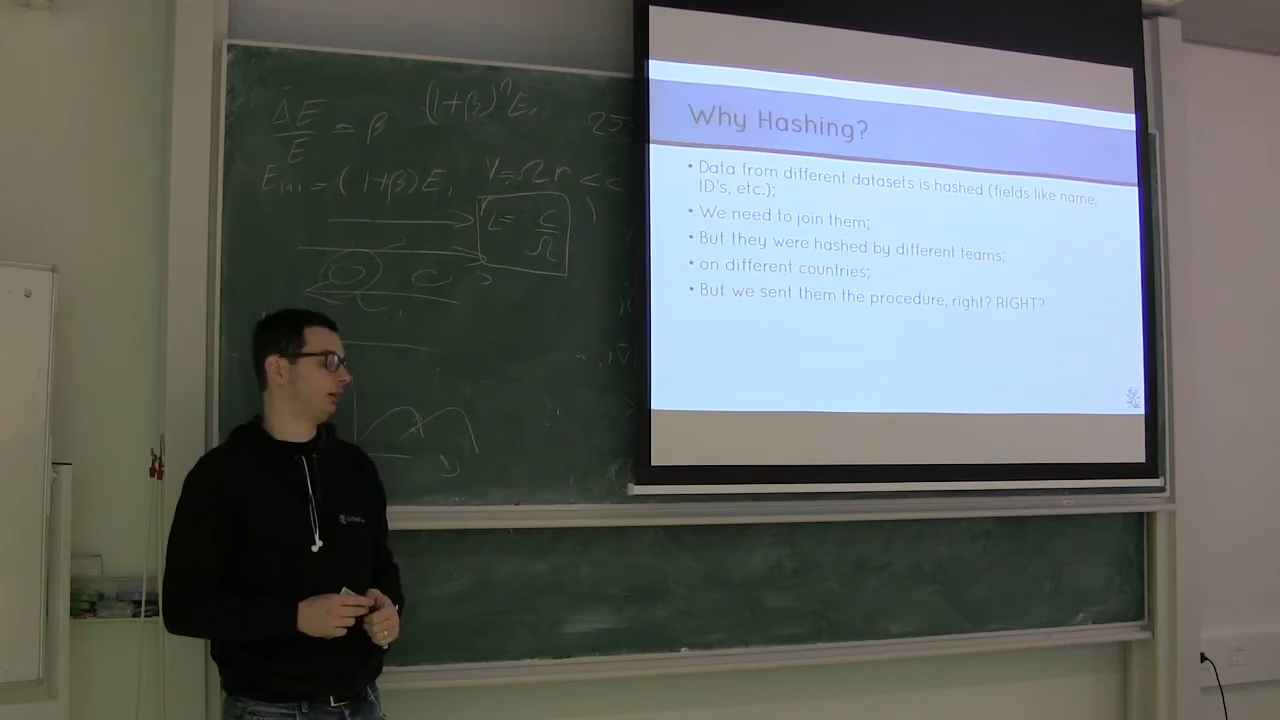 ΔE/E ≃ β
(1+β)^n E₁
E_{n+1} = (1+β)E₁
V = Ωr < c
r_L = c/Ω
Why Hashing?
• Data from different datasets is hashed (fields like name,
ID's, etc.);
• We need to join them;
• But they were hashed by different teams;
• on different countries;
• But we sent them the procedure, right? RIGHT?